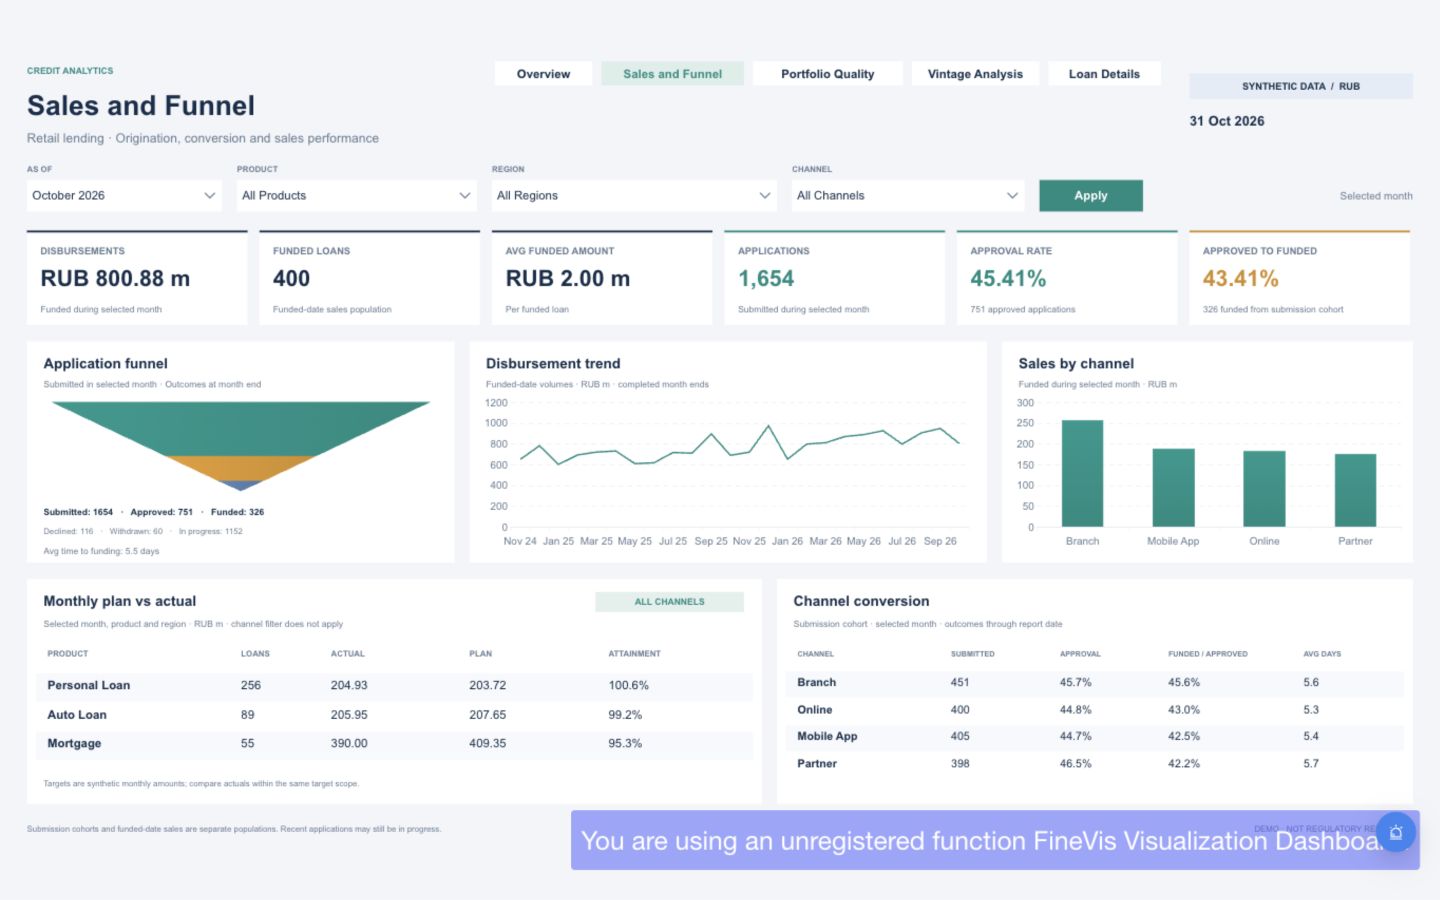 CREDIT ANALYTICS
Overview
Sales and Funnel
Portfolio Quality
Vintage Analysis
Loan Details
SYNTHETIC DATA / RUB
Sales and Funnel
31 Oct 2026
Retail lending · Origination, conversion and sales performance
AS OF
PRODUCT
REGION
CHANNEL
October 2026
All Products
All Regions
All Channels
Apply
Selected month
DISBURSEMENTS
RUB 800.88 m
Funded during selected month
FUNDED LOANS
400
Funded-date sales population
AVG FUNDED AMOUNT
RUB 2.00 m
Per funded loan
APPLICATIONS
1,654
Submitted during selected month
APPROVAL RATE
45.41%
751 approved applications
APPROVED TO FUNDED
43.41%
326 funded from submission cohort
Application funnel
Submitted in selected month · Outcomes at month end
Submitted: 1654 · Approved: 751 · Funded: 326
Declined: 116 · Withdrawn: 60 · In progress: 1152
Avg time to funding: 5.5 days
Disbursement trend
Funded-date volumes · RUB m · completed month ends
1200
1000
800
600
400
200
0
Nov 24 Jan 25 Mar 25 May 25 Jul 25 Sep 25 Nov 25 Jan 26 Mar 26 May 26 Jul 26 Sep 26
Sales by channel
Funded during selected month · RUB m
300
250
200
150
100
50
0
Branch Mobile App Online Partner
Monthly plan vs actual
ALL CHANNELS
Selected month, product and region · RUB m · channel filter does not apply
PRODUCT LOANS ACTUAL PLAN ATTAINMENT
Personal Loan 256 204.93 203.72 100.6%
Auto Loan 89 205.95 207.65 99.2%
Mortgage 55 390.00 409.35 95.3%
Targets are synthetic monthly amounts; compare actuals within the same target scope.
Channel conversion
Submission cohort · selected month · outcomes through report date
CHANNEL SUBMITTED APPROVAL FUNDED / APPROVED AVG DAYS
Branch 451 45.7% 45.6% 5.6
Online 400 44.8% 43.0% 5.3
Mobile App 405 44.7% 42.5% 5.4
Partner 398 46.5% 42.2% 5.7
Submission cohorts and funded-date sales are separate populations. Recent applications may still be in progress.
DEMO · NOT REGULATORY
You are using an unregistered function FineVis Visualization